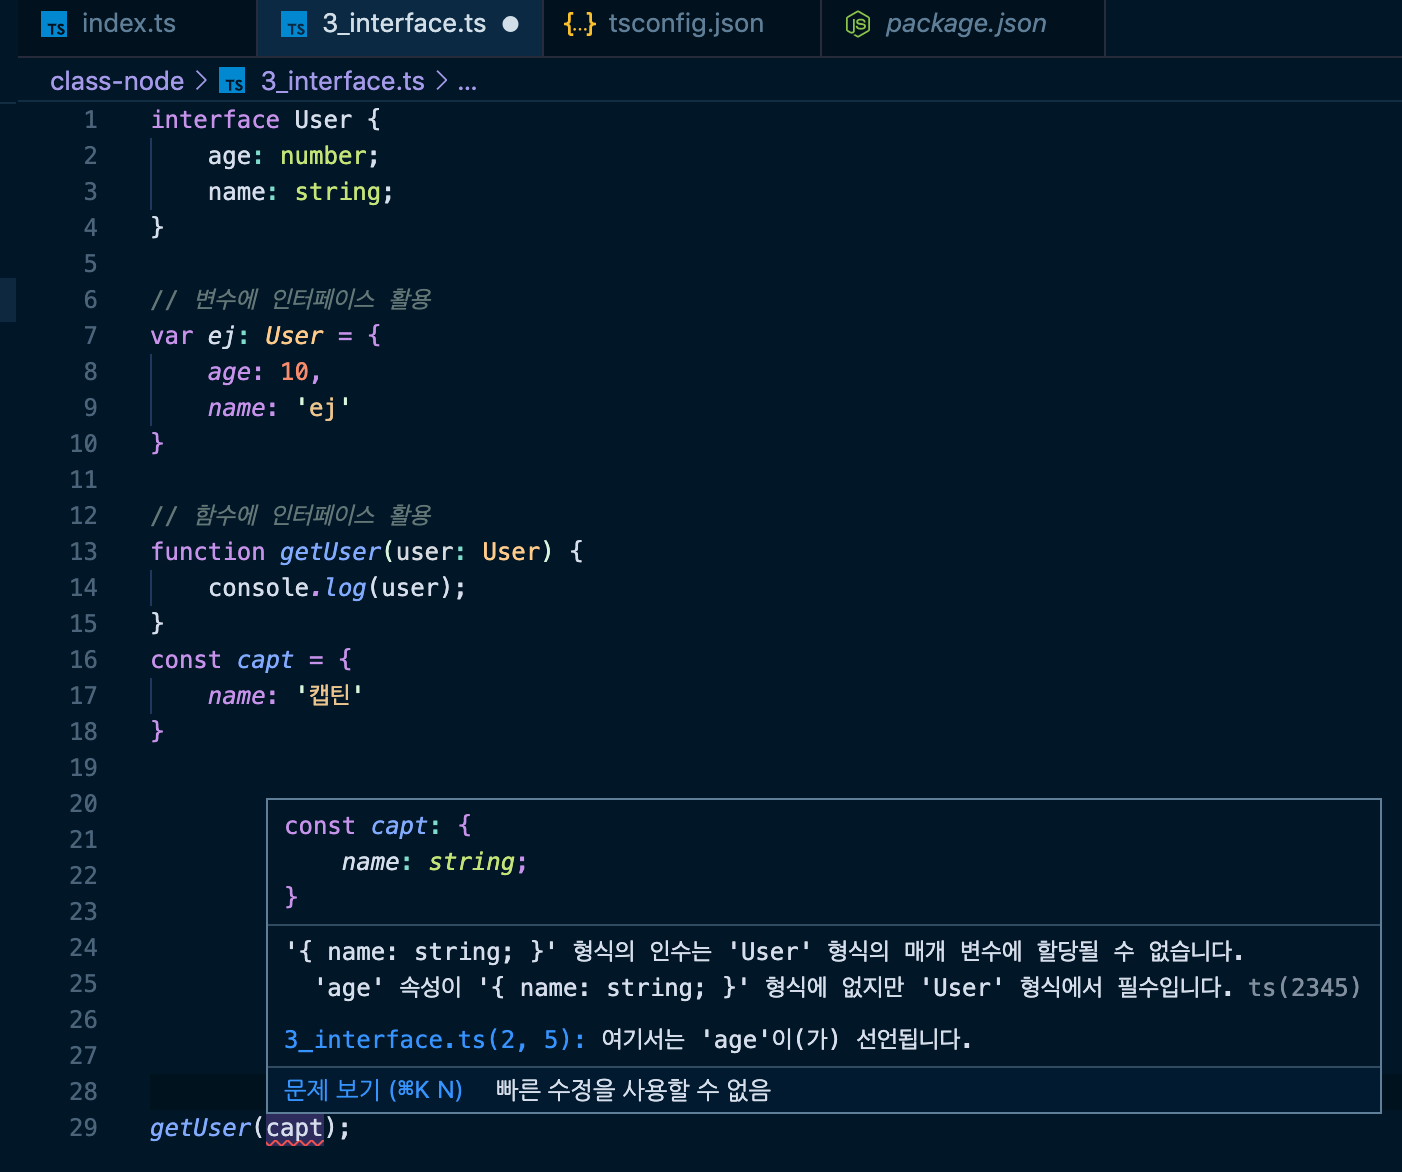 TS index.ts
TS 3_interface.ts
{...} tsconfig.json
JS package.json
class-node > TS 3_interface.ts > ...
1 interface User {
2 age: number;
3 name: string;
4 }
5
6 // 변수에 인터페이스 활용
7 var ej: User = {
8 age: 10,
9 name: 'ej'
10 }
11
12 // 함수에 인터페이스 활용
13 function getUser(user: User) {
14 console.log(user);
15 }
16 const capt = {
17 name: '캡틴'
18 }
19
20
21
22
23
24
25
26
27
28
const capt: {
name: string;
}
'{ name: string; }' 형식의 인수는 'User' 형식의 매개 변수에 할당될 수 없습니다.
'age' 속성이 '{ name: string; }' 형식에 없지만 'User' 형식에서 필수입니다. ts(2345)
3_interface.ts(2, 5): 여기서는 'age'이(가) 선언됩니다.
문제 보기 (⌘K N) 빠른 수정을 사용할 수 없음
29 getUser(capt);